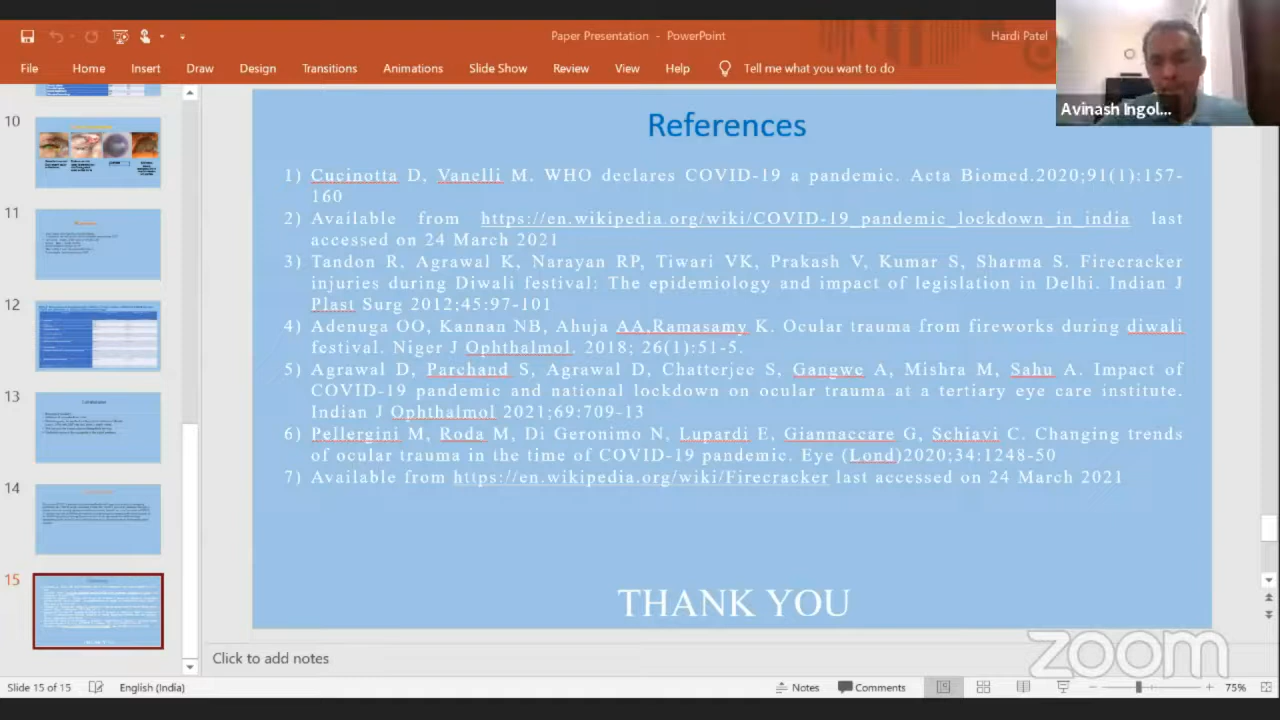 Paper Presentation - PowerPoint
Hardi Patel
File Home Insert Draw Design Transitions Animations Slide Show Review View Help Tell me what you want to do
Avinash Ingol...
10
11
12
13
14
15
References
1) Cucinotta D, Vanelli M. WHO declares COVID-19 a pandemic. Acta Biomed.2020;91(1):157-
160
2) Available from https://en.wikipedia.org/wiki/COVID-19_pandemic_lockdown_in_india last
accessed on 24 March 2021
3) Tandon R, Agrawal K, Narayan RP, Tiwari VK, Prakash V, Kumar S, Sharma S. Firecracker
injuries during Diwali festival: The epidemiology and impact of legislation in Delhi. Indian J
Plast Surg 2012;45:97-101
4) Adenuga OO, Kannan NB, Ahuja AA,Ramasamy K. Ocular trauma from fireworks during diwali
festival. Niger J Ophthalmol. 2018; 26(1):51-5.
5) Agrawal D, Parchand S, Agrawal D, Chatterjee S, Gangwe A, Mishra M, Sahu A. Impact of
COVID-19 pandemic and national lockdown on ocular trauma at a tertiary eye care institute.
Indian J Ophthalmol 2021;69:709-13
6) Pellergini M, Roda M, Di Geronimo N, Lupardi E, Giannaccare G, Schiavi C. Changing trends
of ocular trauma in the time of COVID-19 pandemic. Eye (Lond)2020;34:1248-50
7) Available from https://en.wikipedia.org/wiki/Firecracker last accessed on 24 March 2021
THANK YOU
Click to add notes
zoom
Slide 15 of 15 English (India) Notes Comments 75%